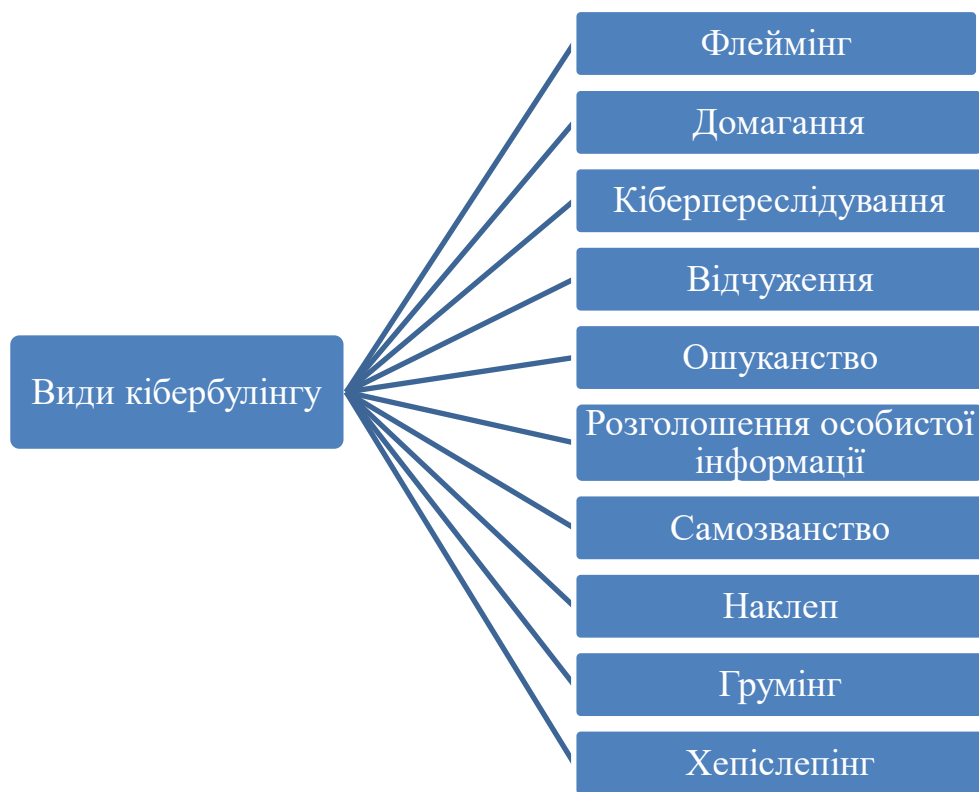 Флеймінг
Домагання
Кіберпереслідування
Відчуження
Види кібербулінгу
Ошуканство
Розголошення особистої
інформації
Самозванство
Наклеп
Грумінг
Хепіслепінг